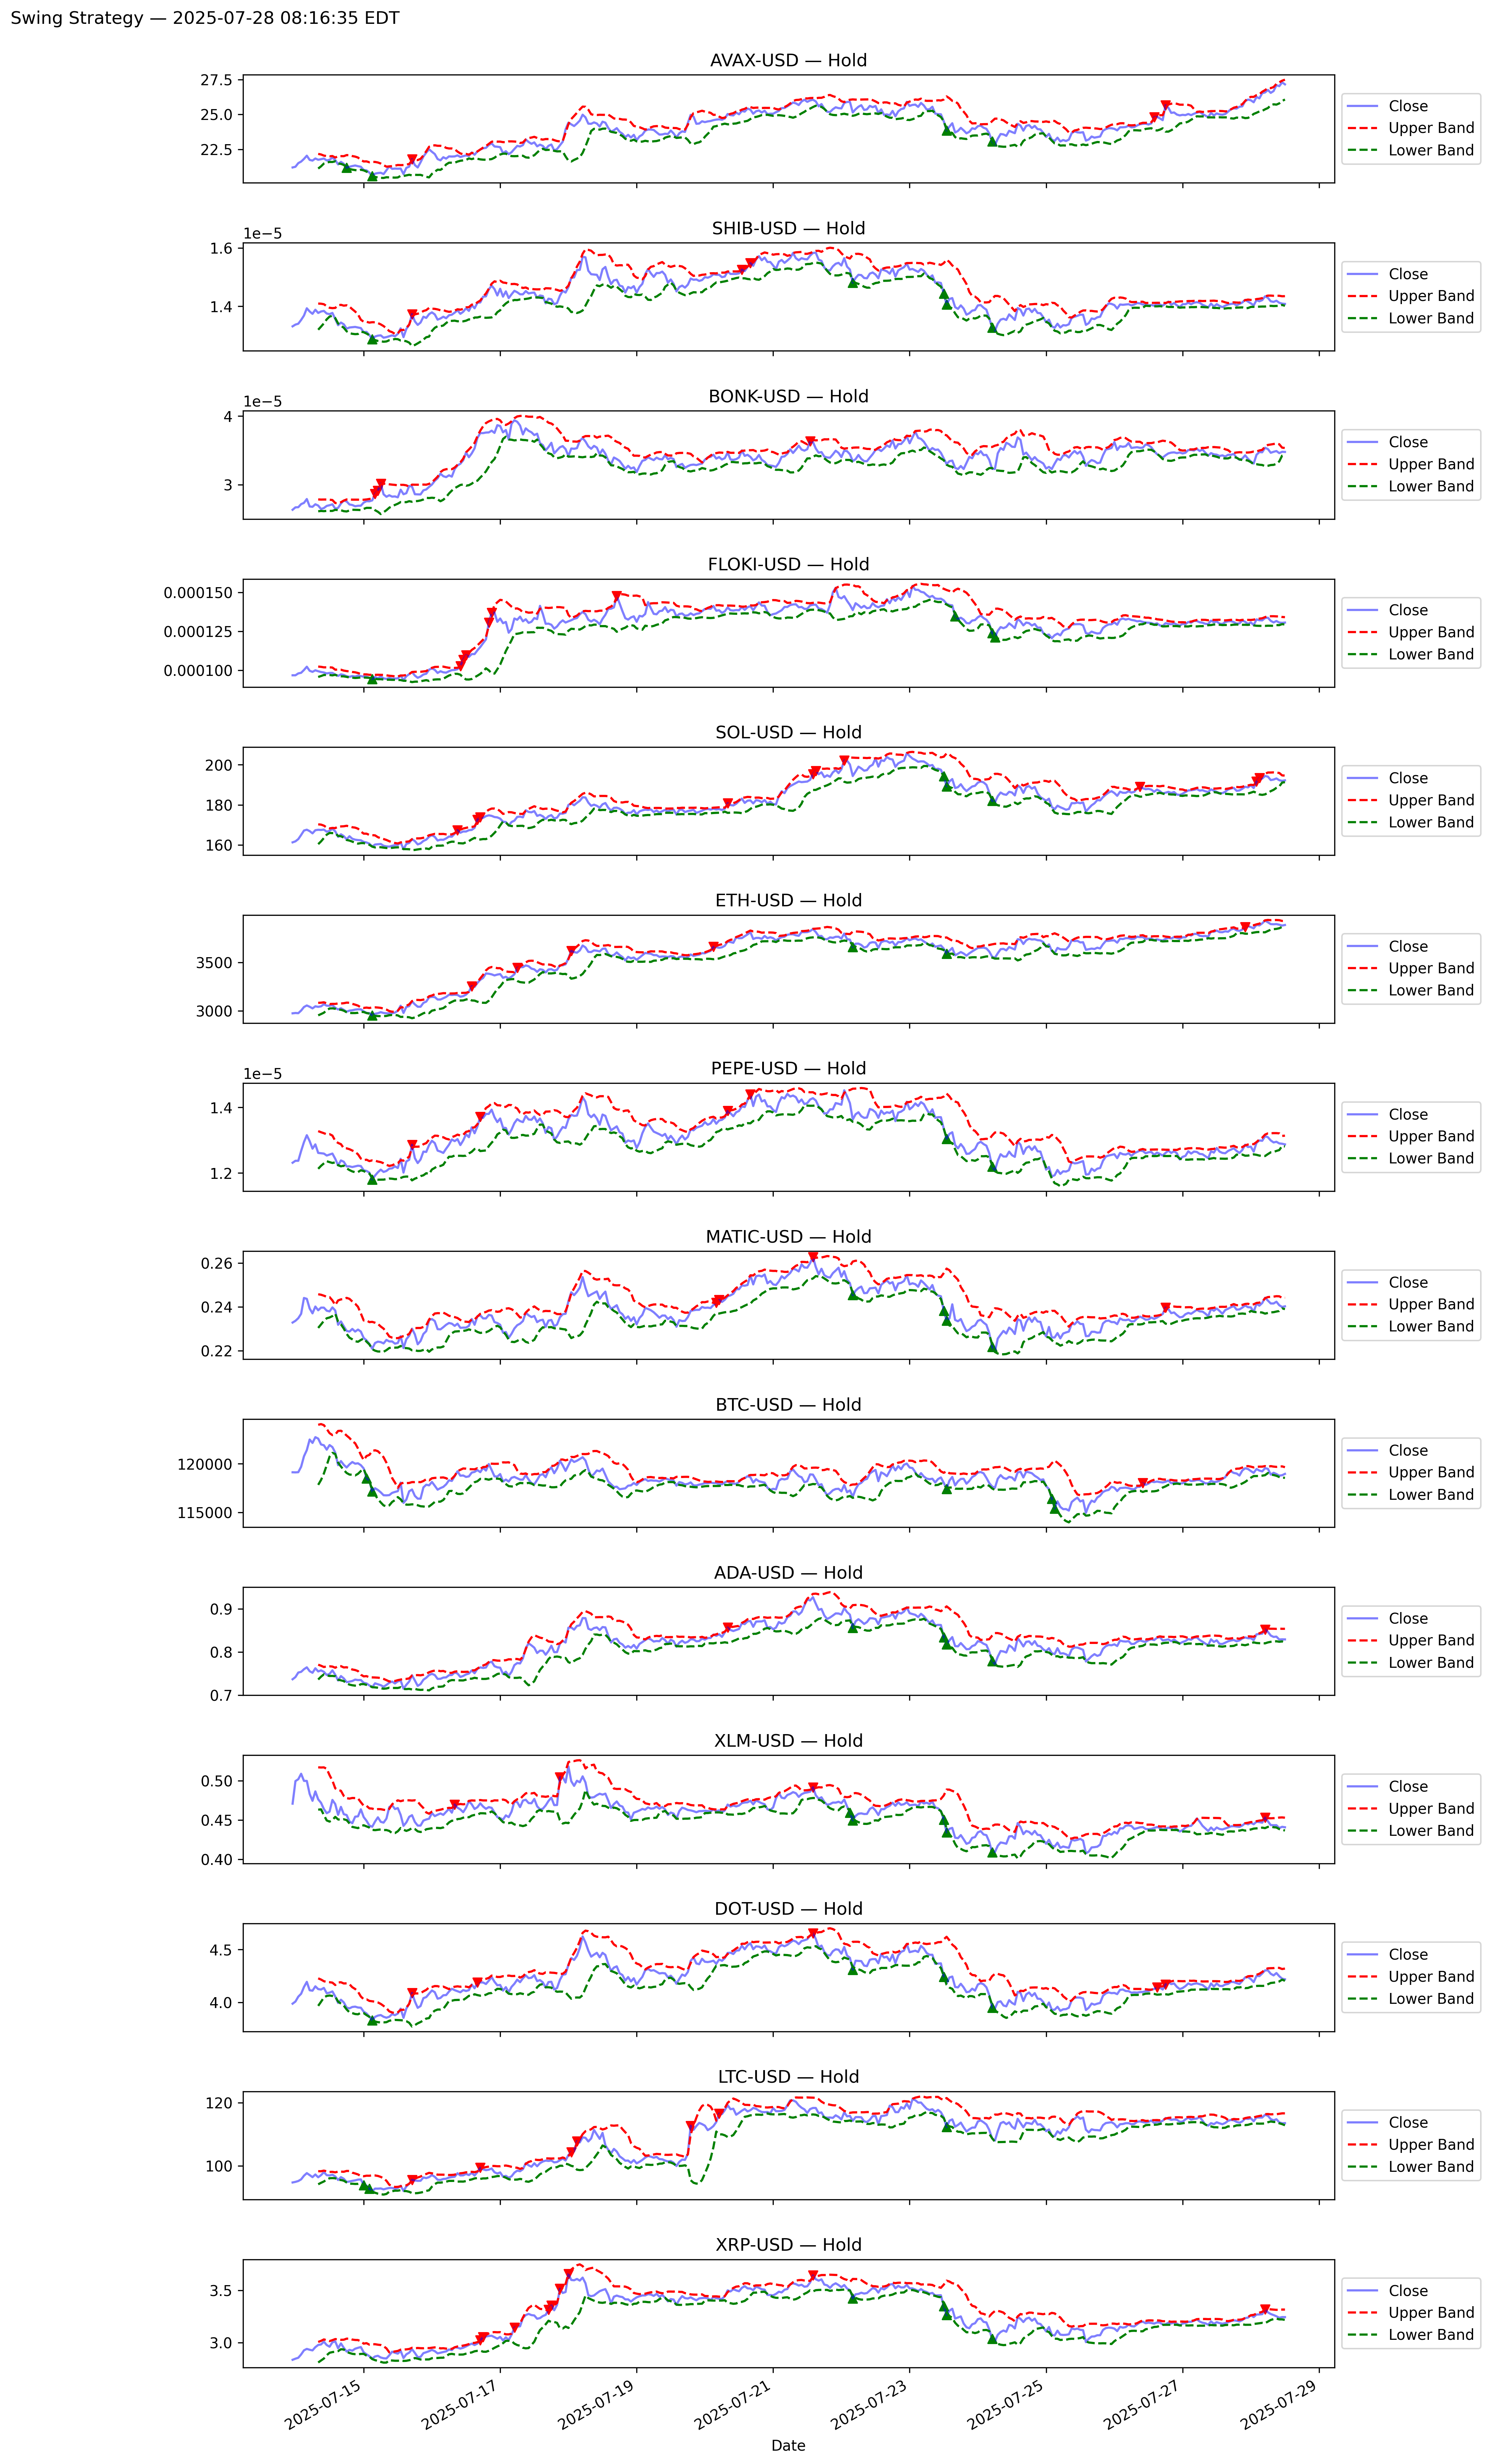 Swing Strategy — 2025-07-28 08:16:35 EDT
AVAX-USD — Hold
27.5
25.0
22.5
Close
Upper Band
Lower Band
SHIB-USD — Hold
1e−5
1.6
1.4
Close
Upper Band
Lower Band
BONK-USD — Hold
1e−5
4
3
Close
Upper Band
Lower Band
FLOKI-USD — Hold
0.000150
0.000125
0.000100
Close
Upper Band
Lower Band
SOL-USD — Hold
200
180
160
Close
Upper Band
Lower Band
ETH-USD — Hold
3500
3000
Close
Upper Band
Lower Band
PEPE-USD — Hold
1e−5
1.4
1.2
Close
Upper Band
Lower Band
MATIC-USD — Hold
0.26
0.24
0.22
Close
Upper Band
Lower Band
BTC-USD — Hold
120000
115000
Close
Upper Band
Lower Band
ADA-USD — Hold
0.9
0.8
0.7
Close
Upper Band
Lower Band
XLM-USD — Hold
0.50
0.45
0.40
Close
Upper Band
Lower Band
DOT-USD — Hold
4.5
4.0
Close
Upper Band
Lower Band
LTC-USD — Hold
120
100
Close
Upper Band
Lower Band
XRP-USD — Hold
3.5
3.0
Close
Upper Band
Lower Band
2025-07-15
2025-07-17
2025-07-19
2025-07-21
2025-07-23
2025-07-25
2025-07-27
2025-07-29
Date